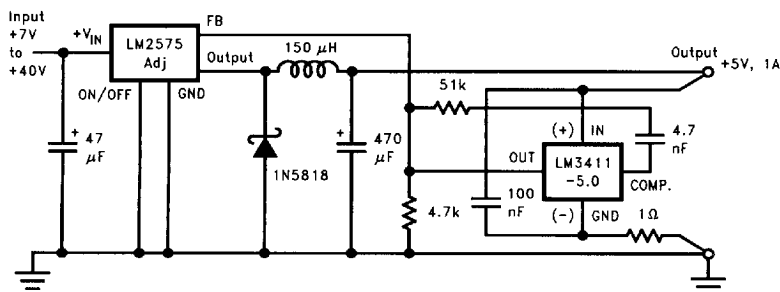 Input
+7V
to
+40V
+VIN
LM2575
Adj
FB
Output
ON/OFF
GND
+
47
μF
1N5818
150 μH
+
470
μF
51k
4.7k
100
nF
OUT
(+)
IN
LM3411
-5.0
(-)
GND
COMP.
4.7
nF
1Ω
Output
+5V, 1A